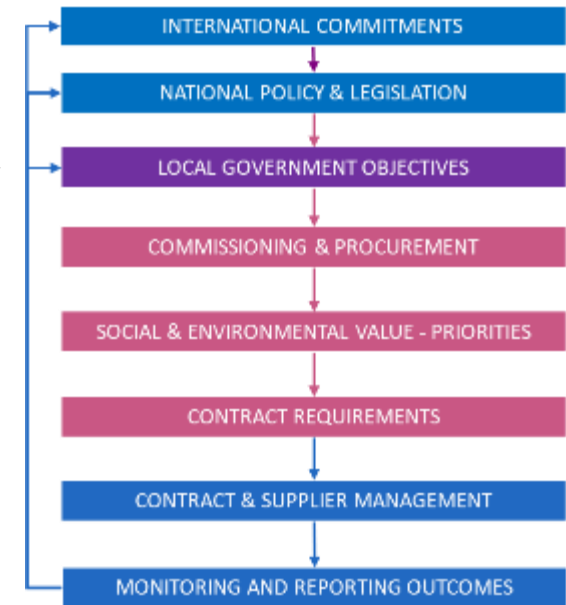 INTERNATIONAL COMMITMENTS
NATIONAL POLICY & LEGISLATION
LOCAL GOVERNMENT OBJECTIVES
COMMISSIONING & PROCUREMENT
SOCIAL & ENVIRONMENTAL VALUE - PRIORITIES
CONTRACT REQUIREMENTS
CONTRACT & SUPPLIER MANAGEMENT
MONITORING AND REPORTING OUTCOMES